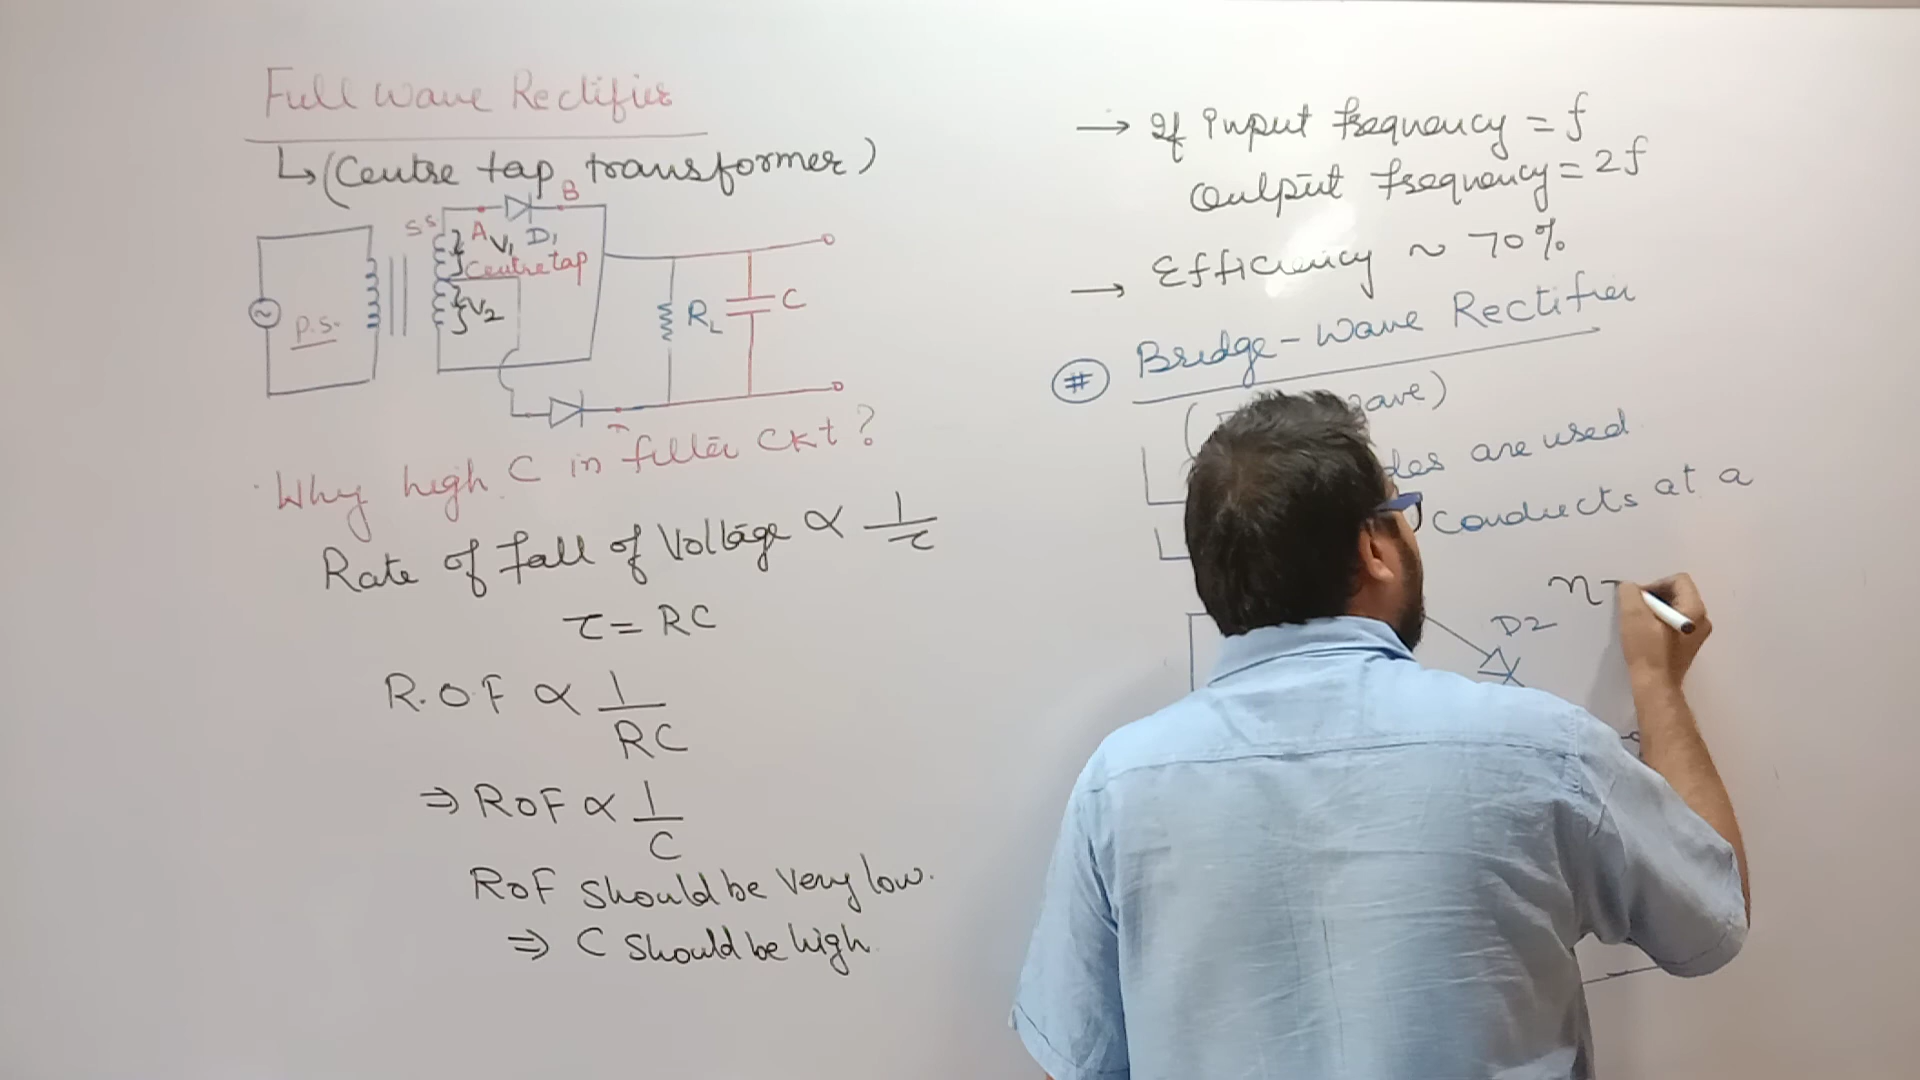 Full Wave Rectifier
↳ (Centre tap transformer)
B
S S A V₁ D₁
Centre tap
V₂
P.S.
R_L
C
Why high C in filter Ckt?
Rate of fall of Voltage ∝ 1/τ
τ = RC
R.O.F ∝ 1/RC
⇒ ROF ∝ 1/C
ROF should be very low.
⇒ C should be high.
→ If input frequency = f
Output frequency = 2f
→ Efficiency ~ 70%
# Bridge-Wave Rectifier
are used
conducts at a
D2
η